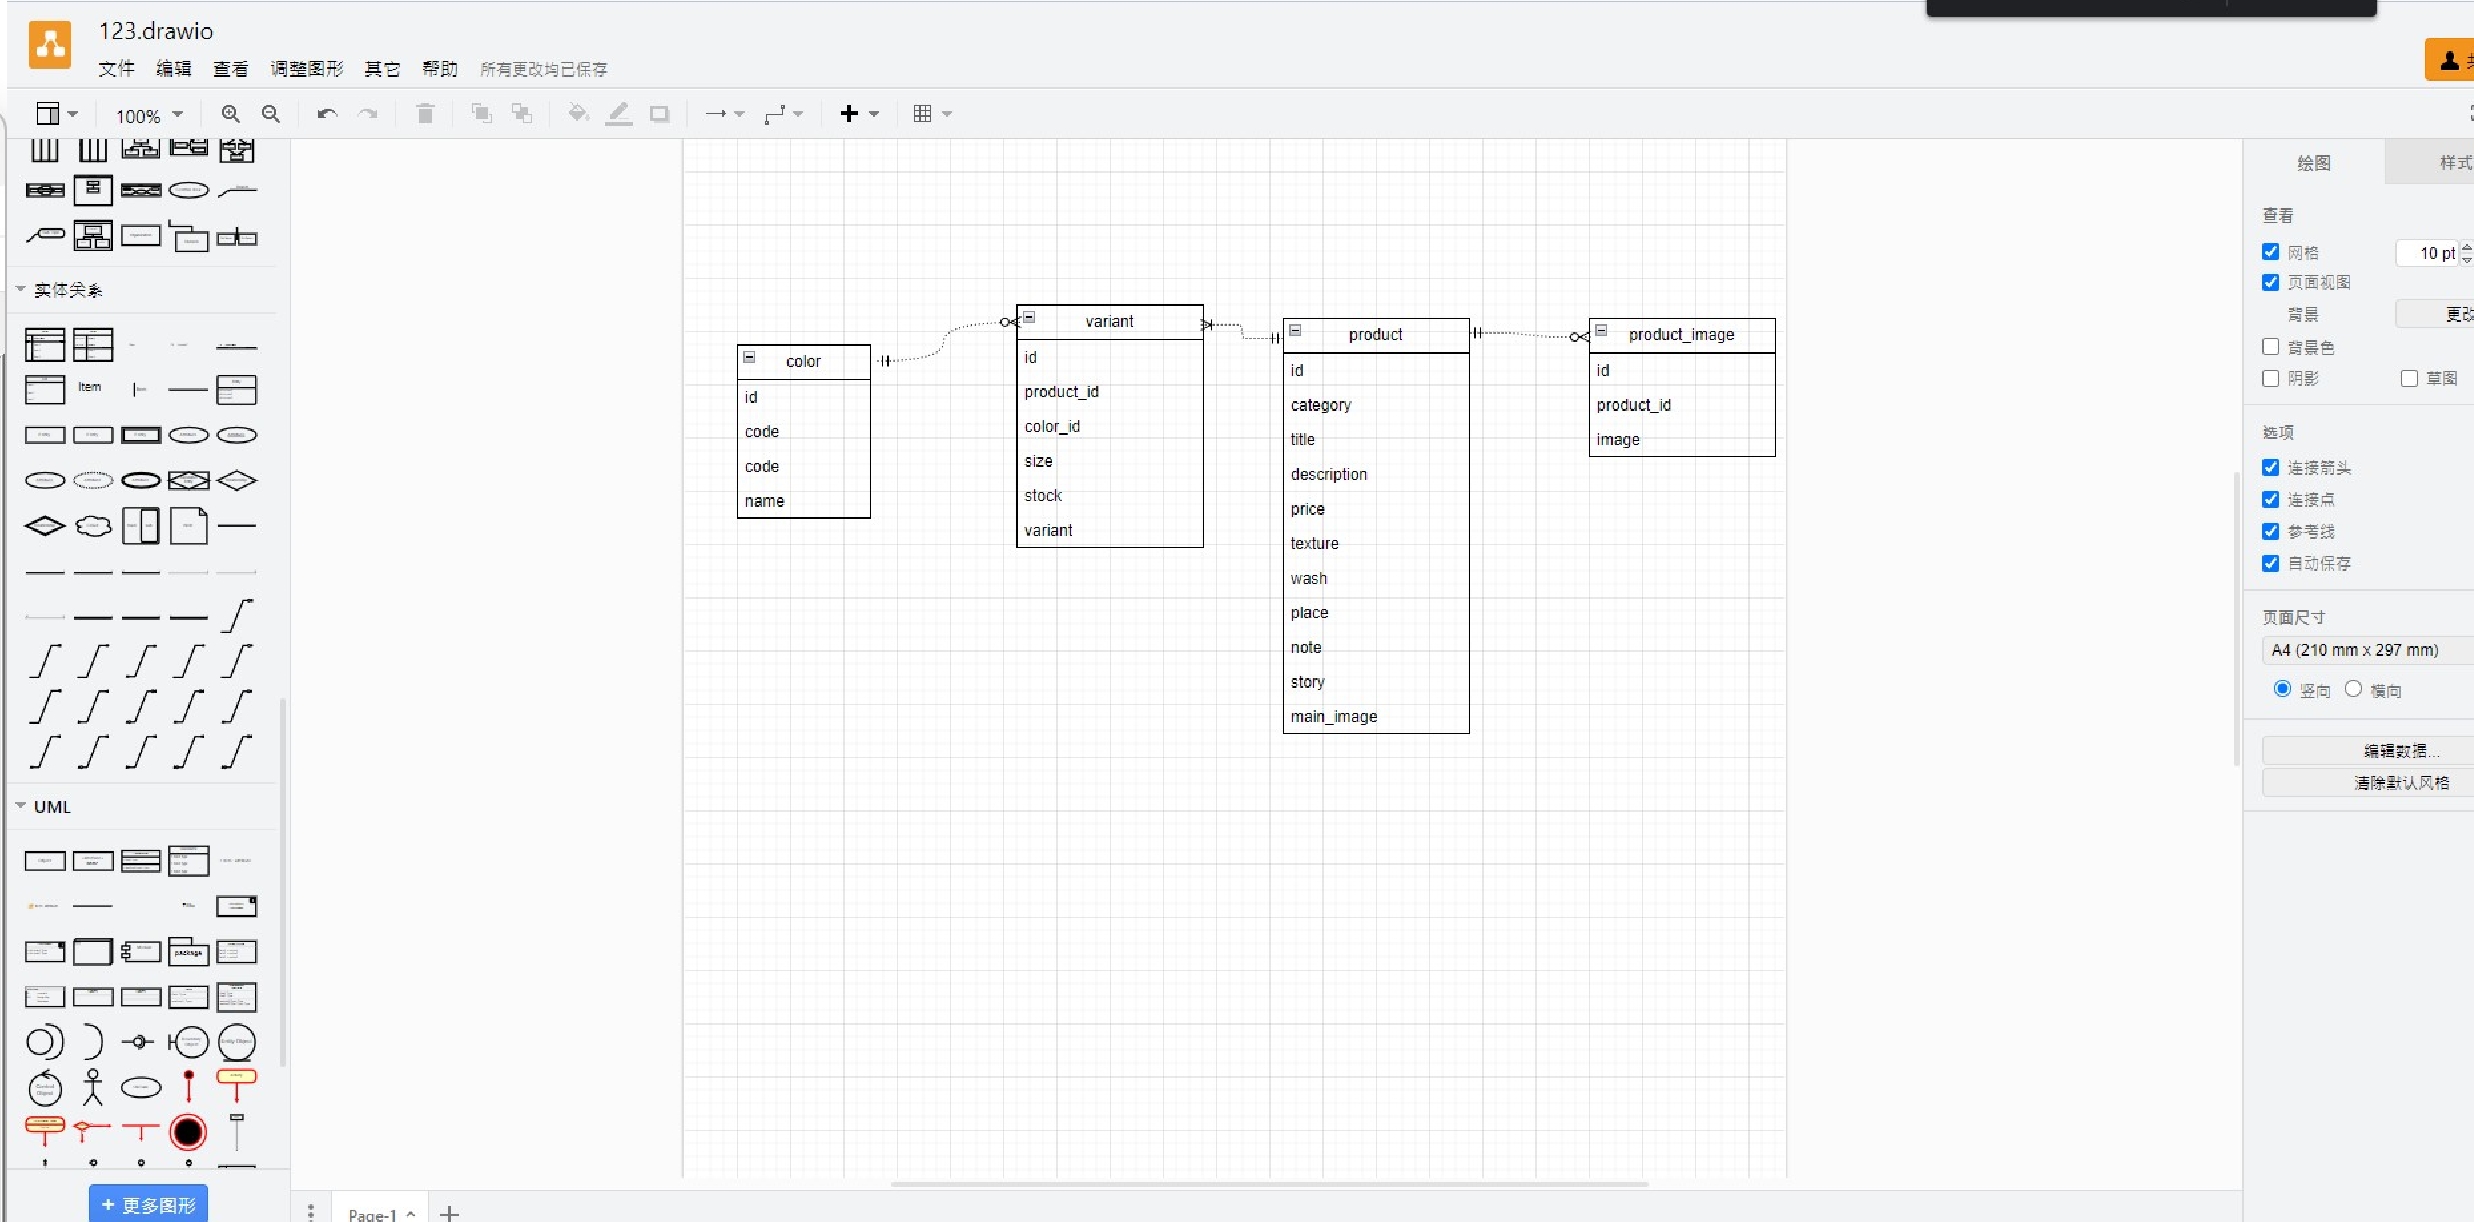 123.drawio
文件 编辑 查看 调整图形 其它 帮助 所有更改均已保存
100%
实体关系
Item
UML
package
更多图形
Page-1
color
id
code
code
name
variant
id
product_id
color_id
size
stock
variant
product
id
category
title
description
price
texture
wash
place
note
story
main_image
product_image
id
product_id
image
绘图 样式
查看
网格 10 pt
页面视图
背景 更改
背景色
阴影 草图
选项
连接箭头
连接点
参考线
自动保存
页面尺寸
A4 (210 mm x 297 mm)
竖向 横向
编辑数据...
清除默认风格